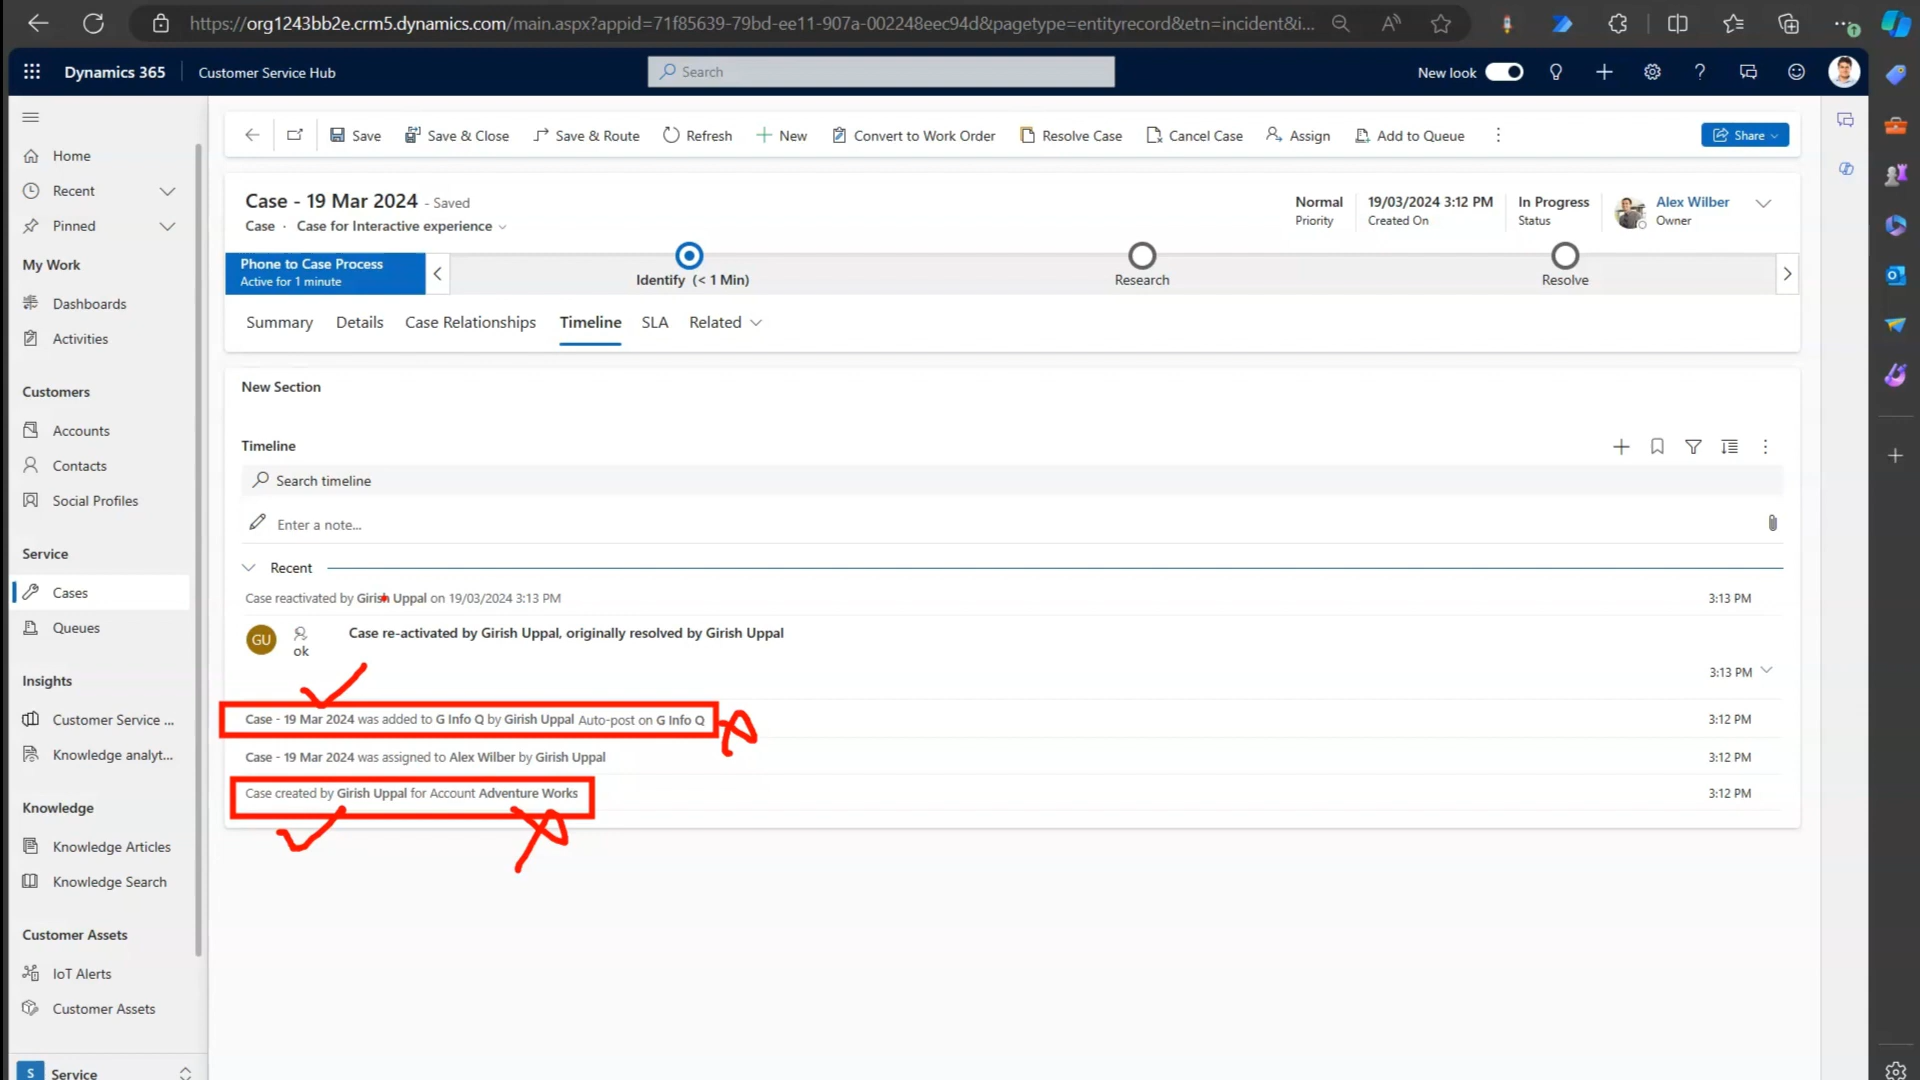 https://org1243bb2e.crm5.dynamics.com/main.aspx?appid=71f85639-79bd-ee11-907a-002248eec94d&pagetype=entityrecord&etn=incident&i...
Dynamics 365
Customer Service Hub
Search
New look
Save
Save & Close
Save & Route
Refresh
New
Convert to Work Order
Resolve Case
Cancel Case
Assign
Add to Queue
Share
Home
Recent
Pinned
My Work
Dashboards
Activities
Customers
Accounts
Contacts
Social Profiles
Service
Cases
Queues
Insights
Customer Service ...
Knowledge analyt...
Knowledge
Knowledge Articles
Knowledge Search
Customer Assets
IoT Alerts
Customer Assets
S Service
Case - 19 Mar 2024 - Saved
Case · Case for Interactive experience
Normal
Priority
19/03/2024 3:12 PM
Created On
In Progress
Status
Alex Wilber
Owner
Phone to Case Process
Active for 1 minute
Identify (< 1 Min)
Research
Resolve
Summary
Details
Case Relationships
Timeline
SLA
Related
New Section
Timeline
Search timeline
Enter a note...
Recent
Case reactivated by Girish Uppal on 19/03/2024 3:13 PM 3:13 PM
GU
Case re-activated by Girish Uppal, originally resolved by Girish Uppal
ok
3:13 PM
Case - 19 Mar 2024 was added to G Info Q by Girish Uppal Auto-post on G Info Q 3:12 PM
Case - 19 Mar 2024 was assigned to Alex Wilber by Girish Uppal 3:12 PM
Case created by Girish Uppal for Account Adventure Works 3:12 PM